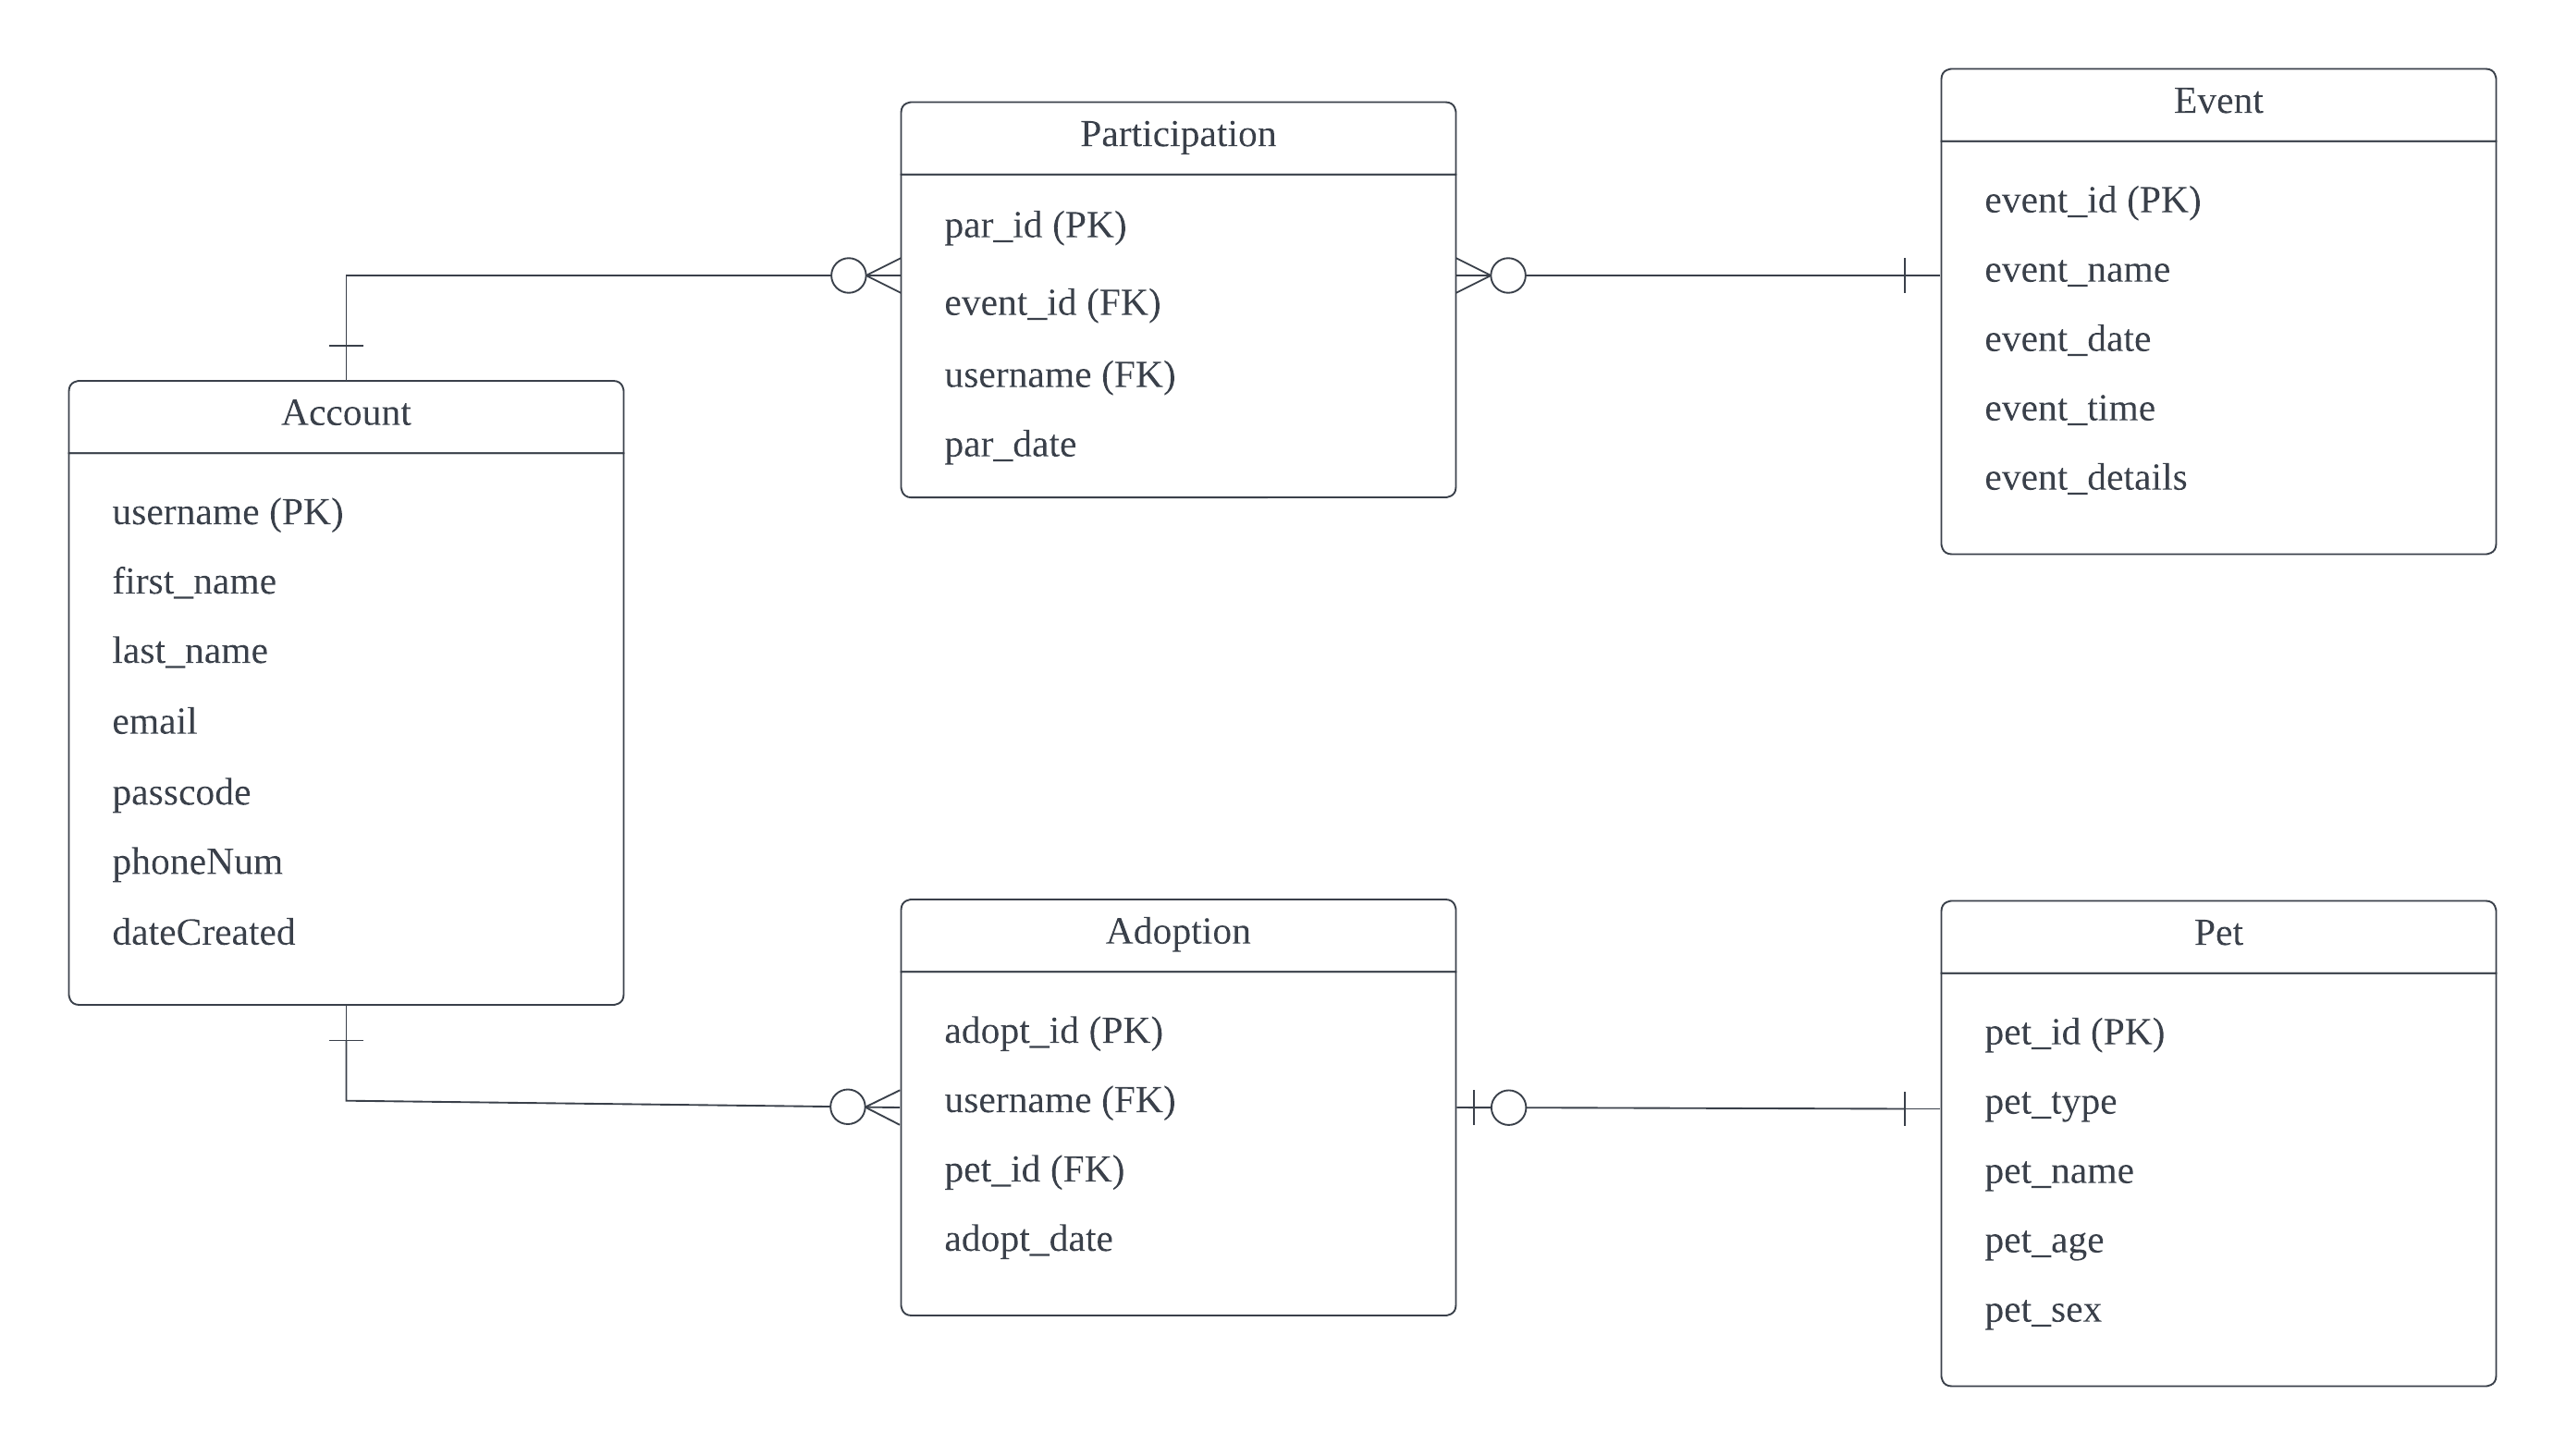 Account
username (PK)
first_name
last_name
email
passcode
phoneNum
dateCreated
Participation
par_id (PK)
event_id (FK)
username (FK)
par_date
Event
event_id (PK)
event_name
event_date
event_time
event_details
Adoption
adopt_id (PK)
username (FK)
pet_id (FK)
adopt_date
Pet
pet_id (PK)
pet_type
pet_name
pet_age
pet_sex